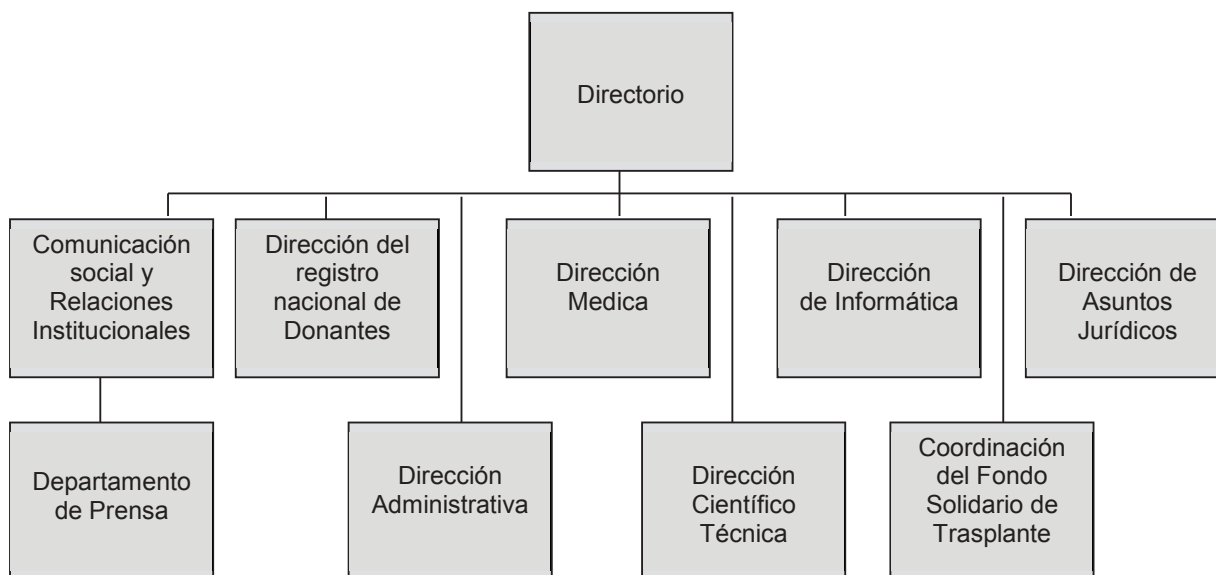 Directorio
Comunicación
social y
Relaciones
Institucionales
Dirección del
registro
nacional de
Donantes
Dirección
Medica
Dirección
de Informática
Dirección de
Asuntos
Jurídicos
Departamento
de Prensa
Dirección
Administrativa
Dirección
Científico
Técnica
Coordinación
del Fondo
Solidario de
Trasplante